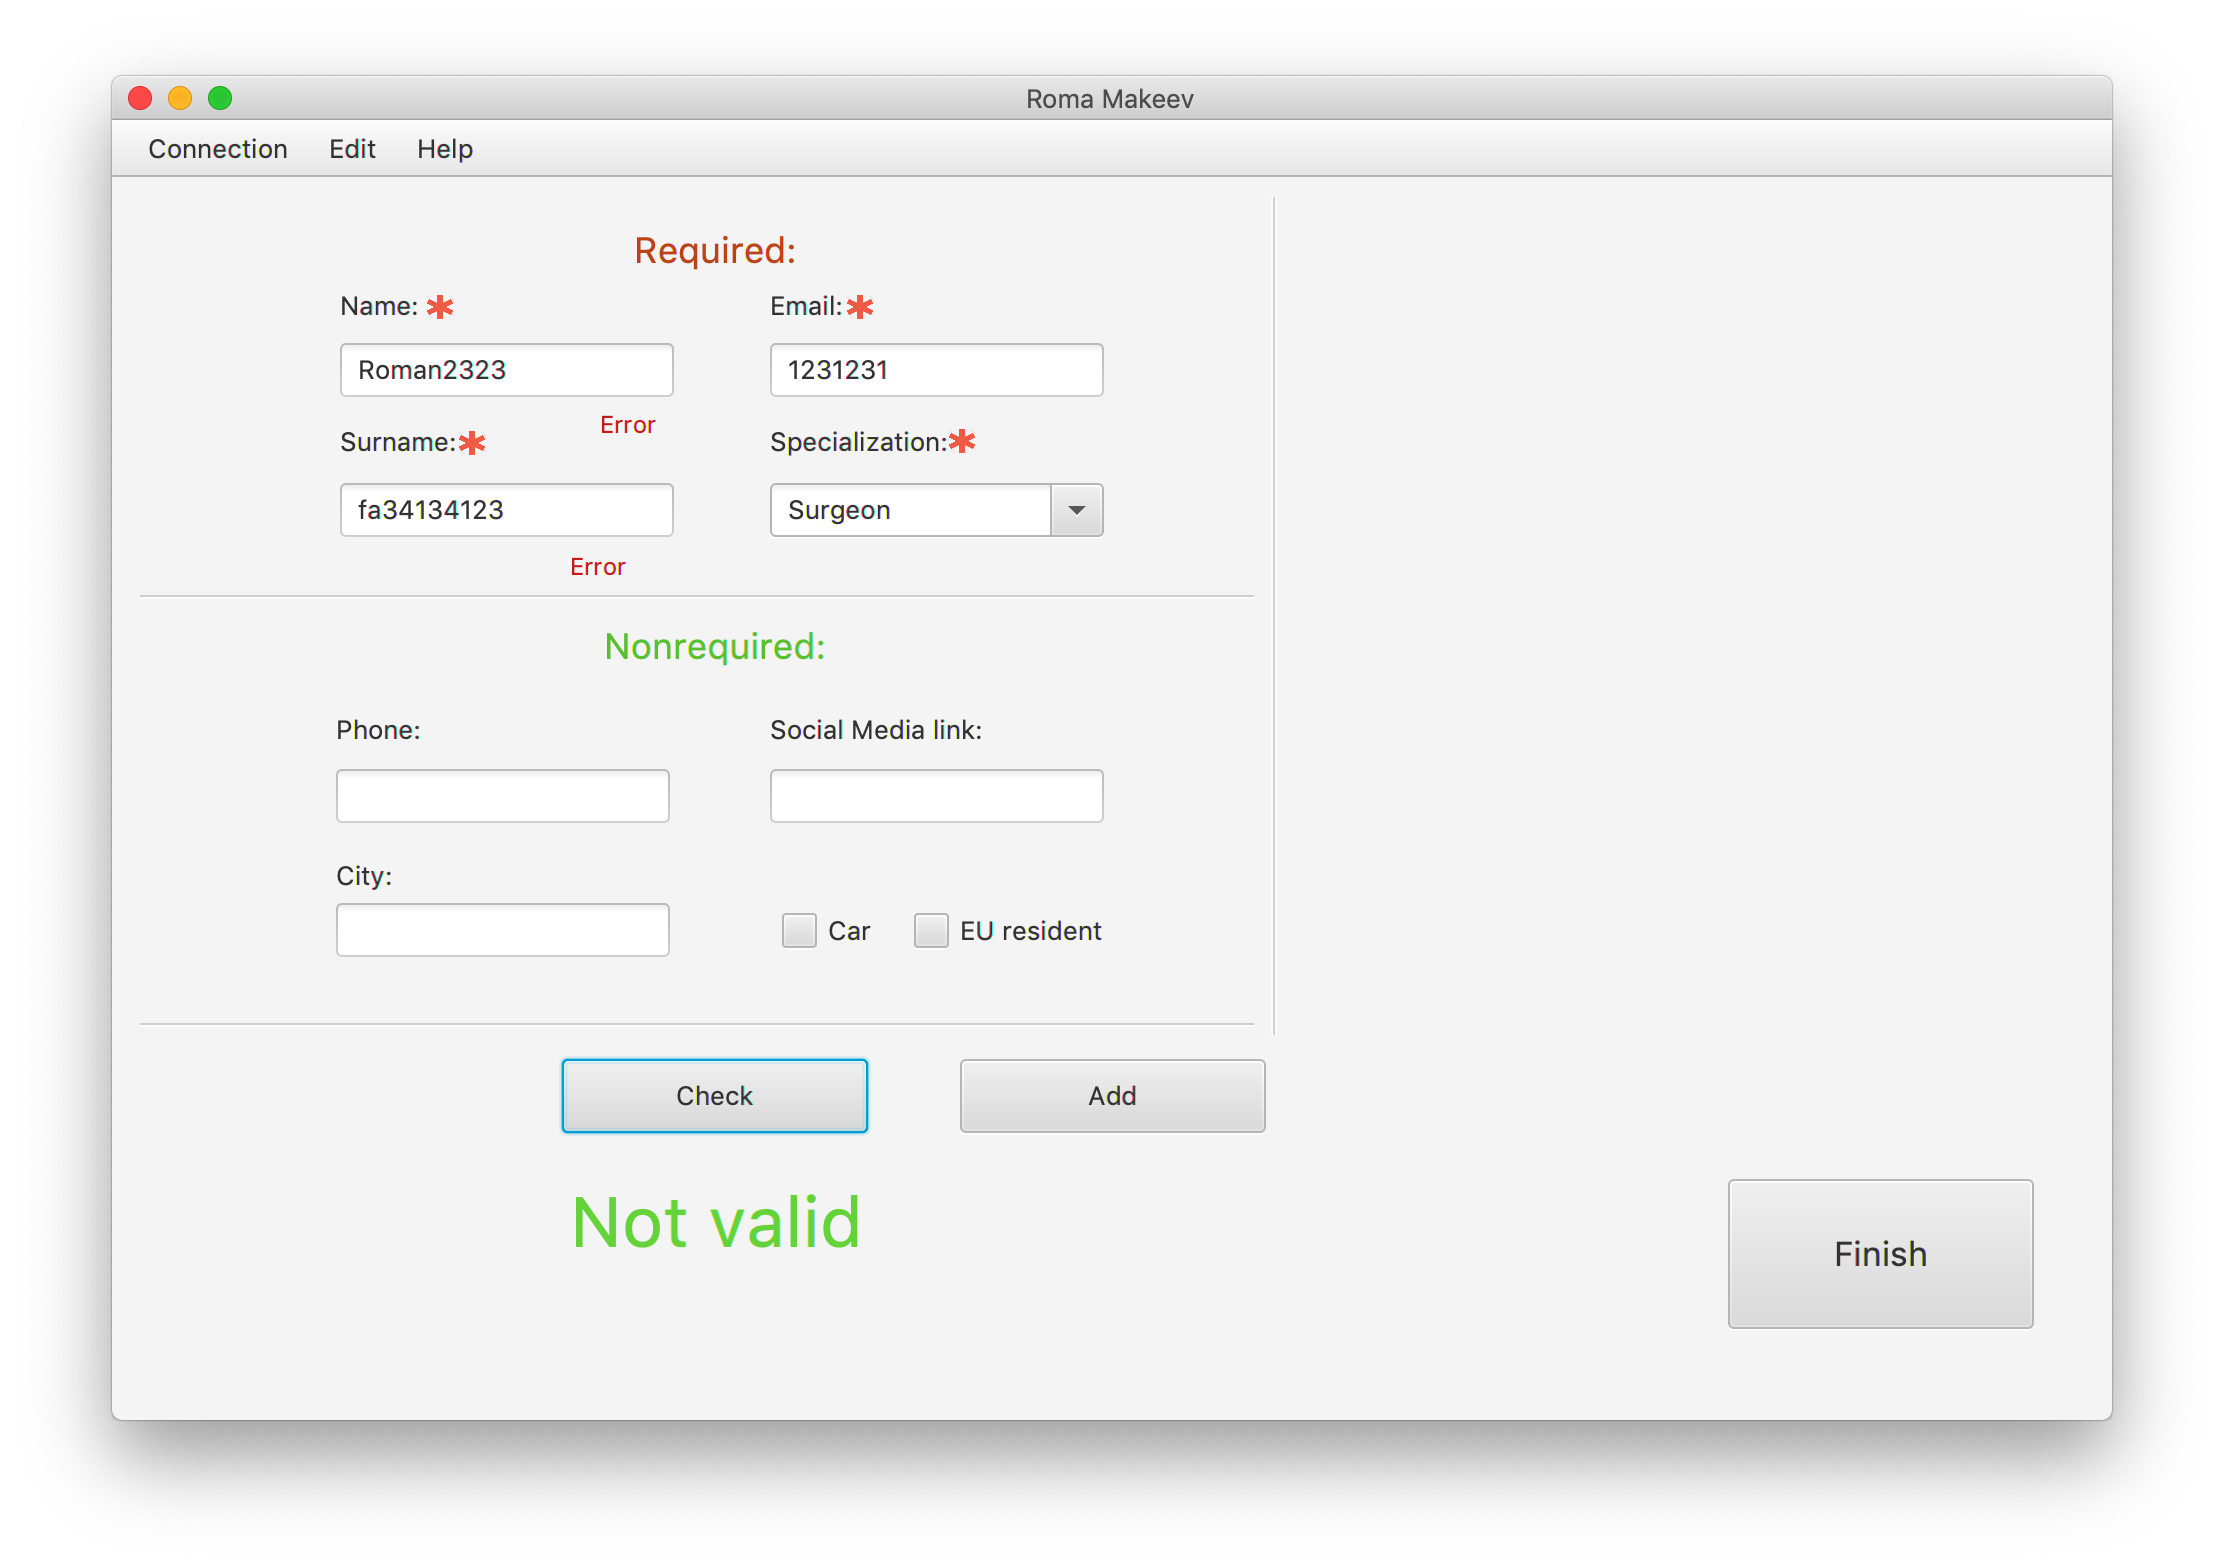 Roma Makeev
Connection Edit Help
Required:
Name: * Email:*
Roman2323 1231231
Error
Surname:* Specialization:*
fa34134123 Surgeon
Error
Nonrequired:
Phone: Social Media link:
City:
Car EU resident
Check Add
Not valid
Finish